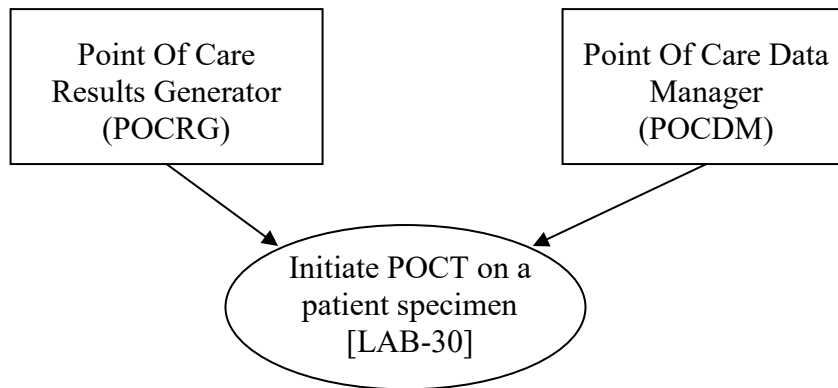 Point Of Care
Results Generator
(POCRG)
Point Of Care Data
Manager
(POCDM)
Initiate POCT on a
patient specimen
[LAB-30]